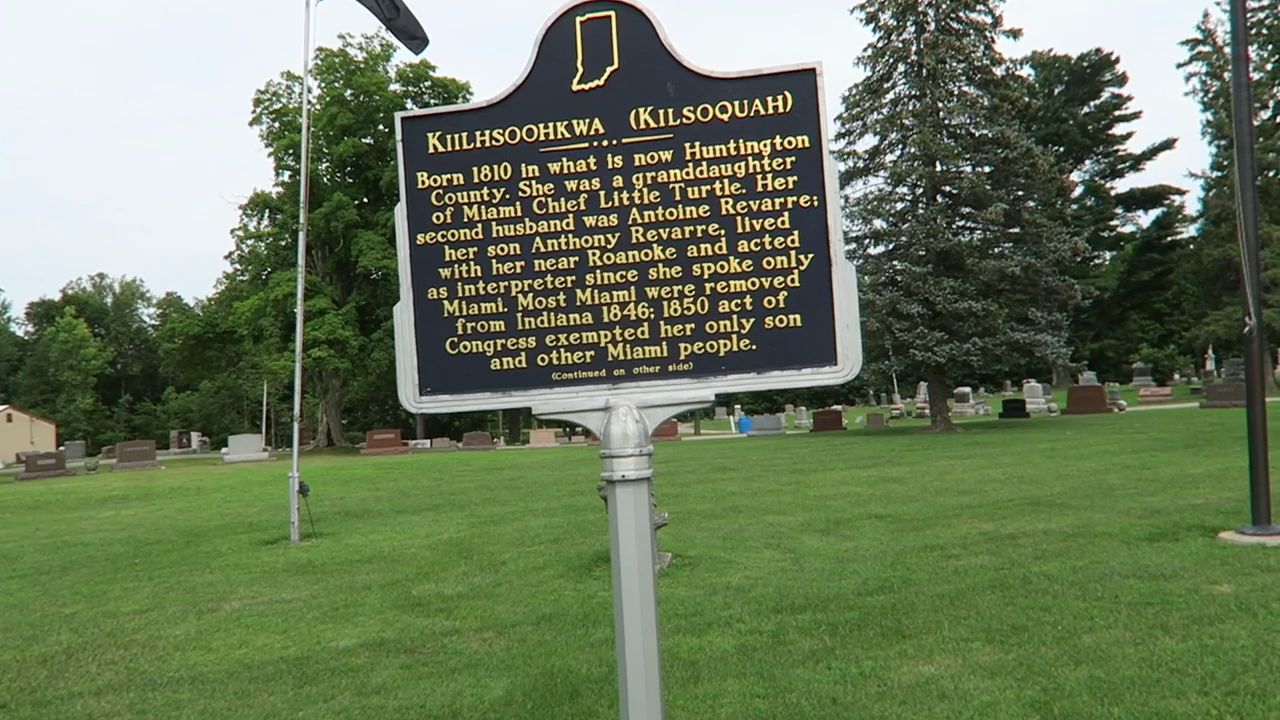 KIILHSOOHKWA (KILSOQUAH)
Born 1810 in what is now Huntington
County. She was a granddaughter
of Miami Chief Little Turtle. Her
second husband was Antoine Revarre;
her son Anthony Revarre, lived
with her near Roanoke and acted
as interpreter since she spoke only
Miami. Most Miami were removed
from Indiana 1846; 1850 act of
Congress exempted her only son
and other Miami people.
(Continued on other side)